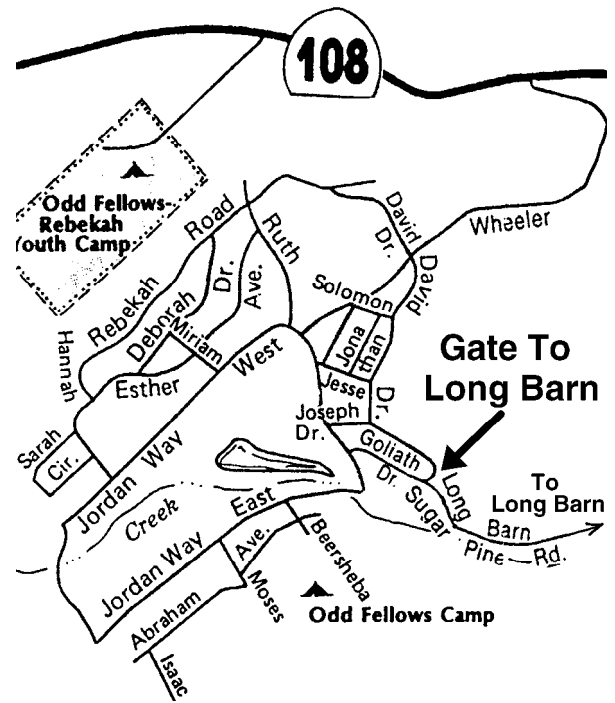 108
Odd Fellows-
Rebekah
Youth Camp
Rebekah Road
Ruth
David
Dr.
Wheeler
David
Dr.
Solomon
Jona
than
Jesse
Joseph
Dr.
Deborah Dr.
Ave.
Miriam
Esther
Hannah
Sarah
Cir.
Jordan Way West
Creek
Jordan Way East
Gate To
Long Barn
Goliath
Dr.
Sugar
Pine Rd.
Long
Barn
To
Long Barn
Beersheba
Ave.
Moses
Abraham
Isaac
Odd Fellows Camp